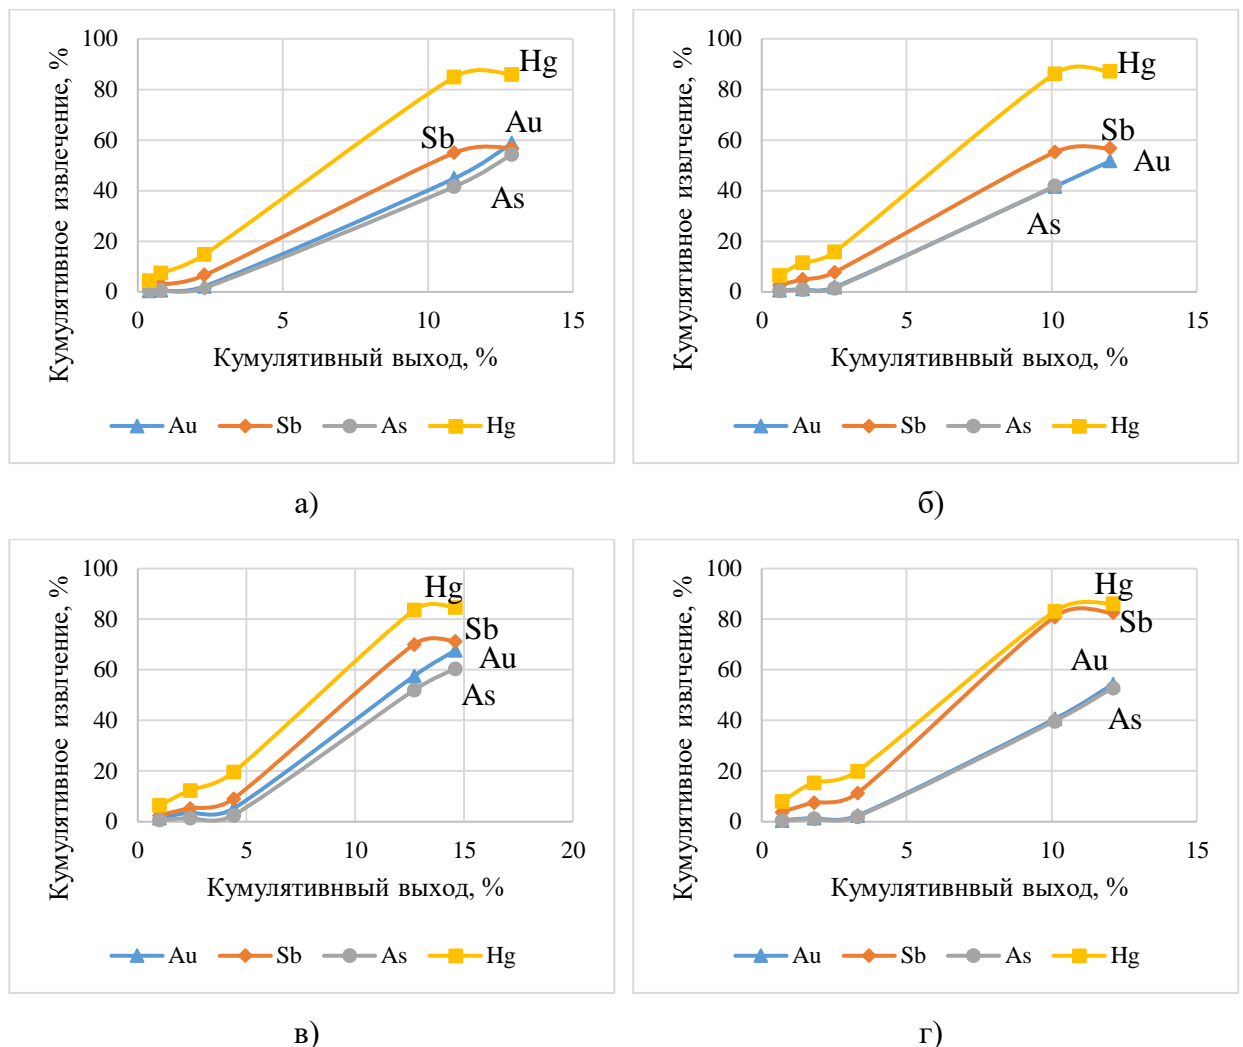 Кумулятивное извлечение, %
100
80
60
40
20
0
0
5
10
15
Hg
Au
Sb
As
Кумулятивный выход, %
Au Sb As Hg
а)
Кумулятивное извлчение, %
100
80
60
40
20
0
0
5
10
15
Hg
Sb
Au
As
Кумулятивнвый выход, %
Au Sb As Hg
б)
Кумулятивное извлчение, %
100
80
60
40
20
0
0
5
10
15
20
Hg
Sb
Au
As
Кумулятивнвый выход, %
Au Sb As Hg
в)
Кумулятивное извлчение, %
100
80
60
40
20
0
0
5
10
15
Hg
Sb
Au
As
Кумулятивнвый выход, %
Au Sb As Hg
г)